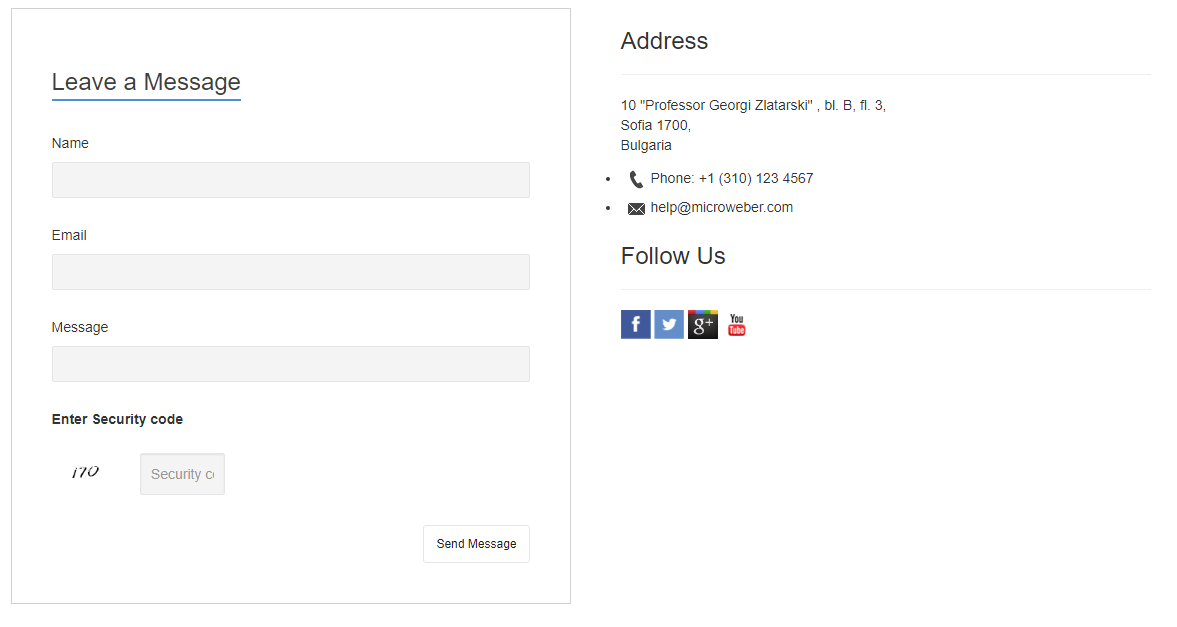 Leave a Message
Name
Email
Message
Enter Security code
170
Security co
Send Message
Address
10 "Professor Georgi Zlatarski" , bl. B, fl. 3,
Sofia 1700,
Bulgaria
Phone: +1 (310) 123 4567
help@microweber.com
Follow Us
f
g+
You
Tube